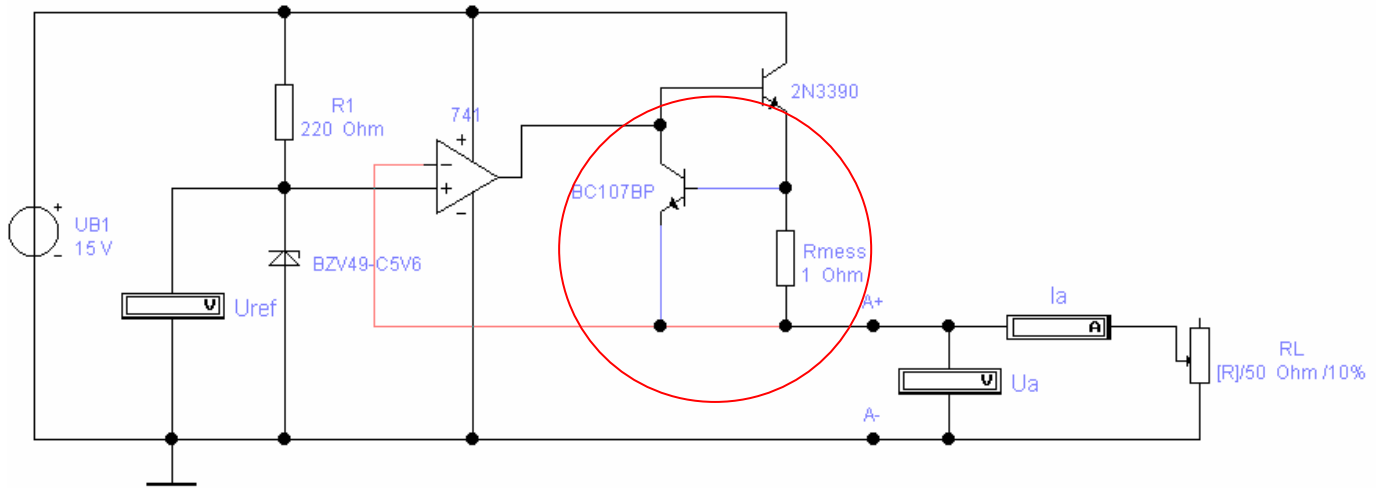 UB1
15 V
R1
220 Ohm
V
Uref
BZV49-C5V6
741
+
−
+
−
BC107BP
2N3390
Rmess
1 Ohm
A+
A-
V
Ua
Ia
A
RL
[R]/50 Ohm/10%
+
-